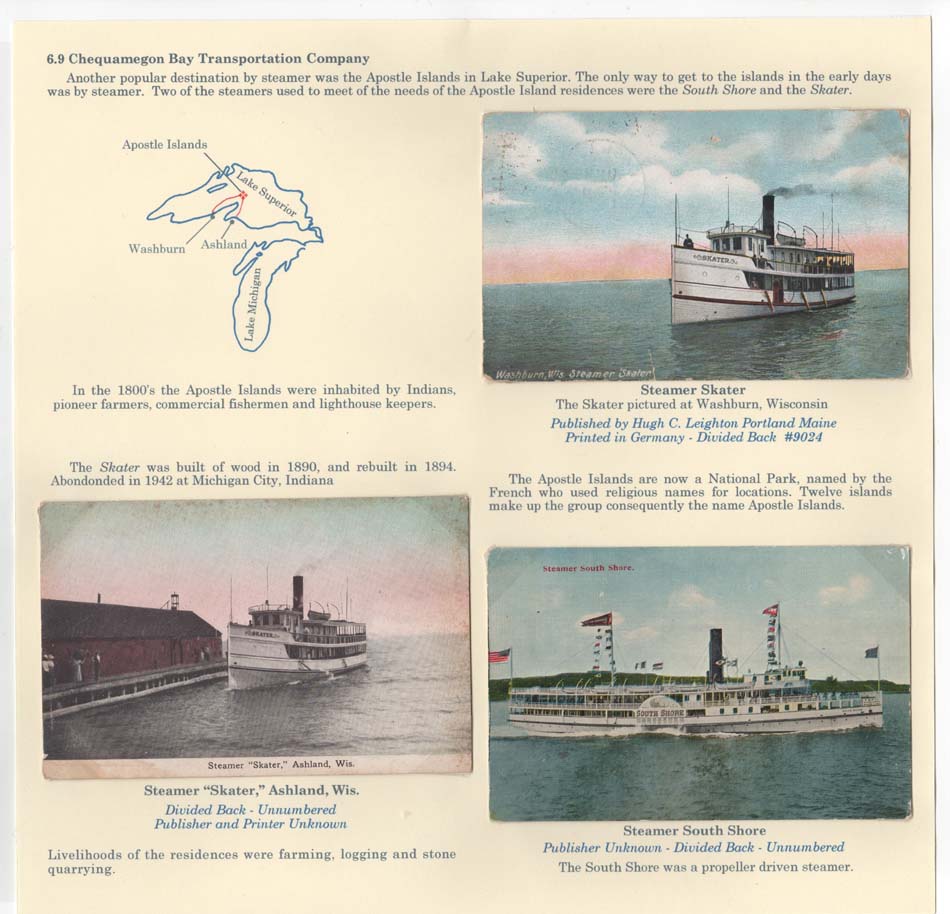 6.9 Chequamegon Bay Transportation Company
Another popular destination by steamer was the Apostle Islands in Lake Superior. The only way to get to the islands in the early days
was by steamer. Two of the steamers used to meet of the needs of the Apostle Island residences were the South Shore and the Skater.
Apostle Islands
Lake Superior
Washburn
Ashland
Lake Michigan
SKATER
Washburn, Wis. Steamer Skater
In the 1800's the Apostle Islands were inhabited by Indians,
pioneer farmers, commercial fishermen and lighthouse keepers.
Steamer Skater
The Skater pictured at Washburn, Wisconsin
Published by Hugh C. Leighton Portland Maine
Printed in Germany - Divided Back #9024
The Skater was built of wood in 1890, and rebuilt in 1894.
Abondonded in 1942 at Michigan City, Indiana
The Apostle Islands are now a National Park, named by the
French who used religious names for locations. Twelve islands
make up the group consequently the name Apostle Islands.
SKATER
Steamer "Skater," Ashland, Wis.
Steamer “Skater,” Ashland, Wis.
Divided Back - Unnumbered
Publisher and Printer Unknown
Livelihoods of the residences were farming, logging and stone
quarrying.
Steamer South Shore.
SOUTH SHORE
Steamer South Shore
Publisher Unknown - Divided Back - Unnumbered
The South Shore was a propeller driven steamer.